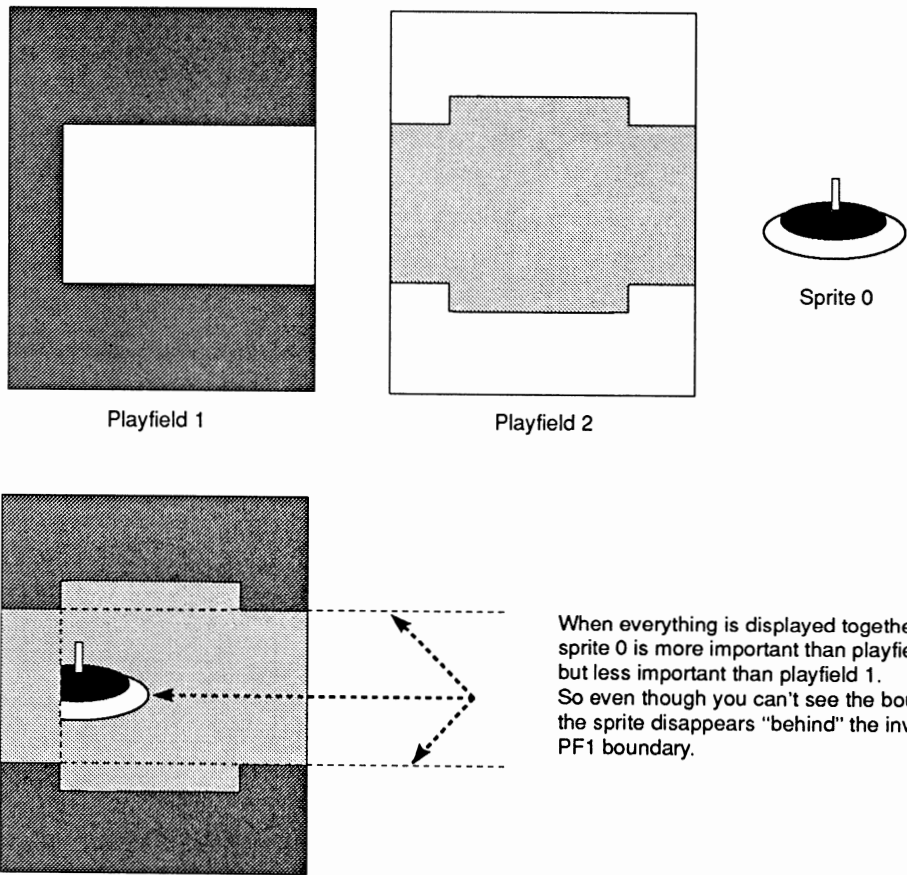 Playfield 1
Playfield 2
Sprite 0
When everything is displayed
sprite 0 is more important than
but less important than playfield 1.
So even though you can't see the
the sprite disappears "behind" the
PF1 boundary.